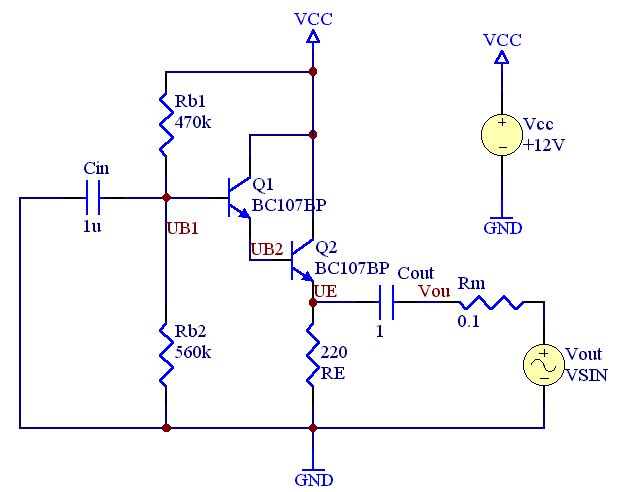 VCC
VCC
Rb1
470k
Vcc
+12V
Cin
1u
Q1
BC107BP
UB1
UB2
GND
Q2
BC107BP
UE
Cout
1
Vou
Rm
0.1
Rb2
560k
220
RE
Vout
VSIN
GND